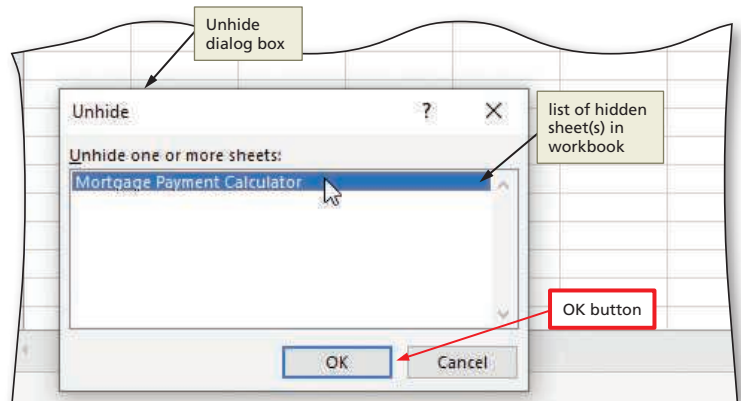 Unhide
dialog box
Unhide
?
list of hidden
sheet(s) in
workbook
Unhide one or more sheets:
Mortgage Payment Calculator
OK button
OK
Cancel